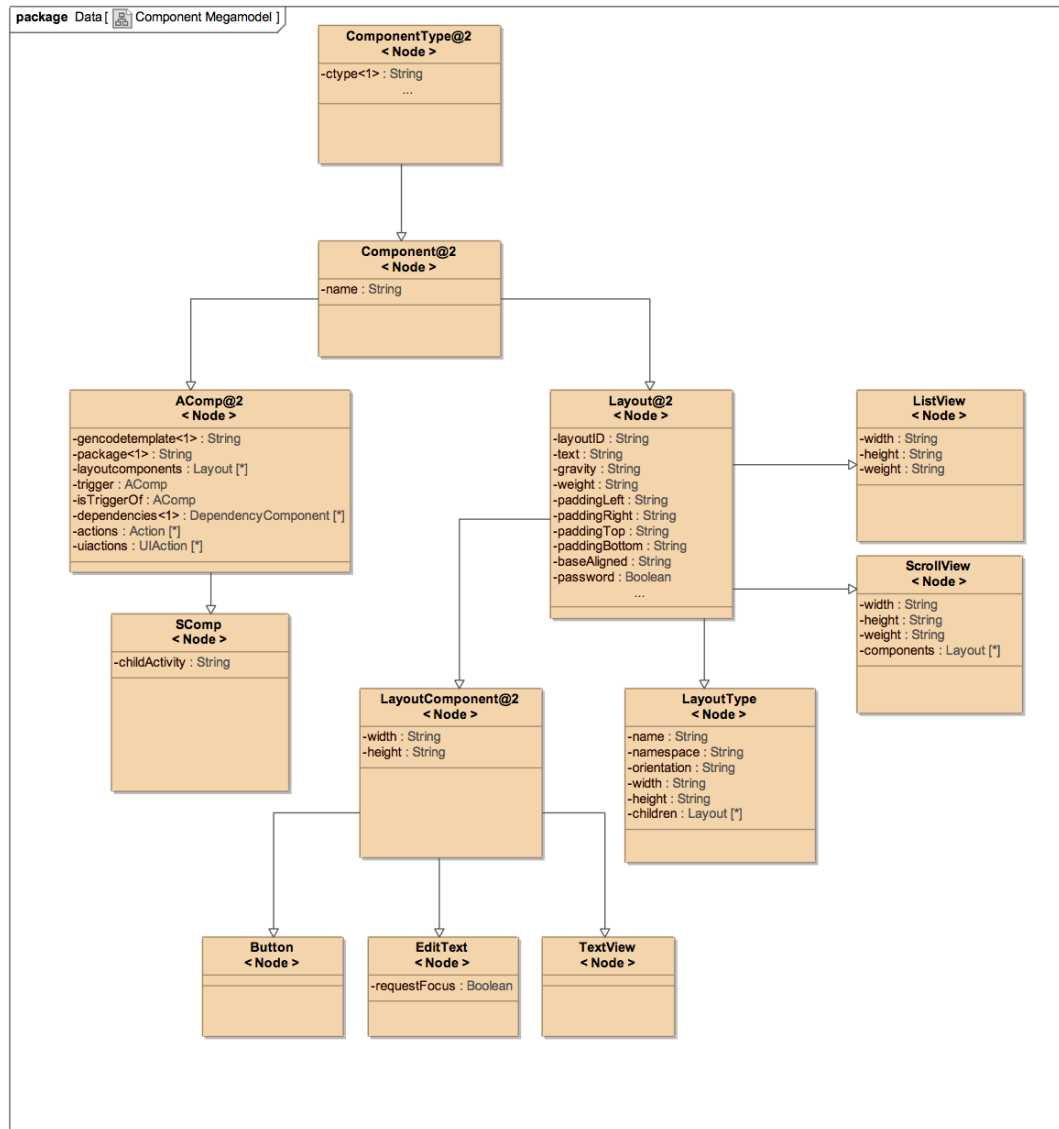 package Data [ Component Megamodel ]
ComponentType@2
< Node >
-ctype<1> : String
...
Component@2
< Node >
-name : String
AComp@2
< Node >
-gencodetemplate<1> : String
-package<1> : String
-layoutcomponents : Layout [*]
-trigger : AComp
-isTriggerOf : AComp
-dependencies<1> : DependencyComponent [*]
-actions : Action [*]
-uiactions : UIAction [*]
Layout@2
< Node >
-layoutID : String
-text : String
-gravity : String
-weight : String
-paddingLeft : String
-paddingRight : String
-paddingTop : String
-paddingBottom : String
-baseAligned : String
-password : Boolean
...
ListView
< Node >
-width : String
-height : String
-weight : String
ScrollView
< Node >
-width : String
-height : String
-weight : String
-components : Layout [*]
SComp
< Node >
-childActivity : String
LayoutComponent@2
< Node >
-width : String
-height : String
LayoutType
< Node >
-name : String
-namespace : String
-orientation : String
-width : String
-height : String
-children : Layout [*]
Button
< Node >
EditText
< Node >
-requestFocus : Boolean
TextView
< Node >